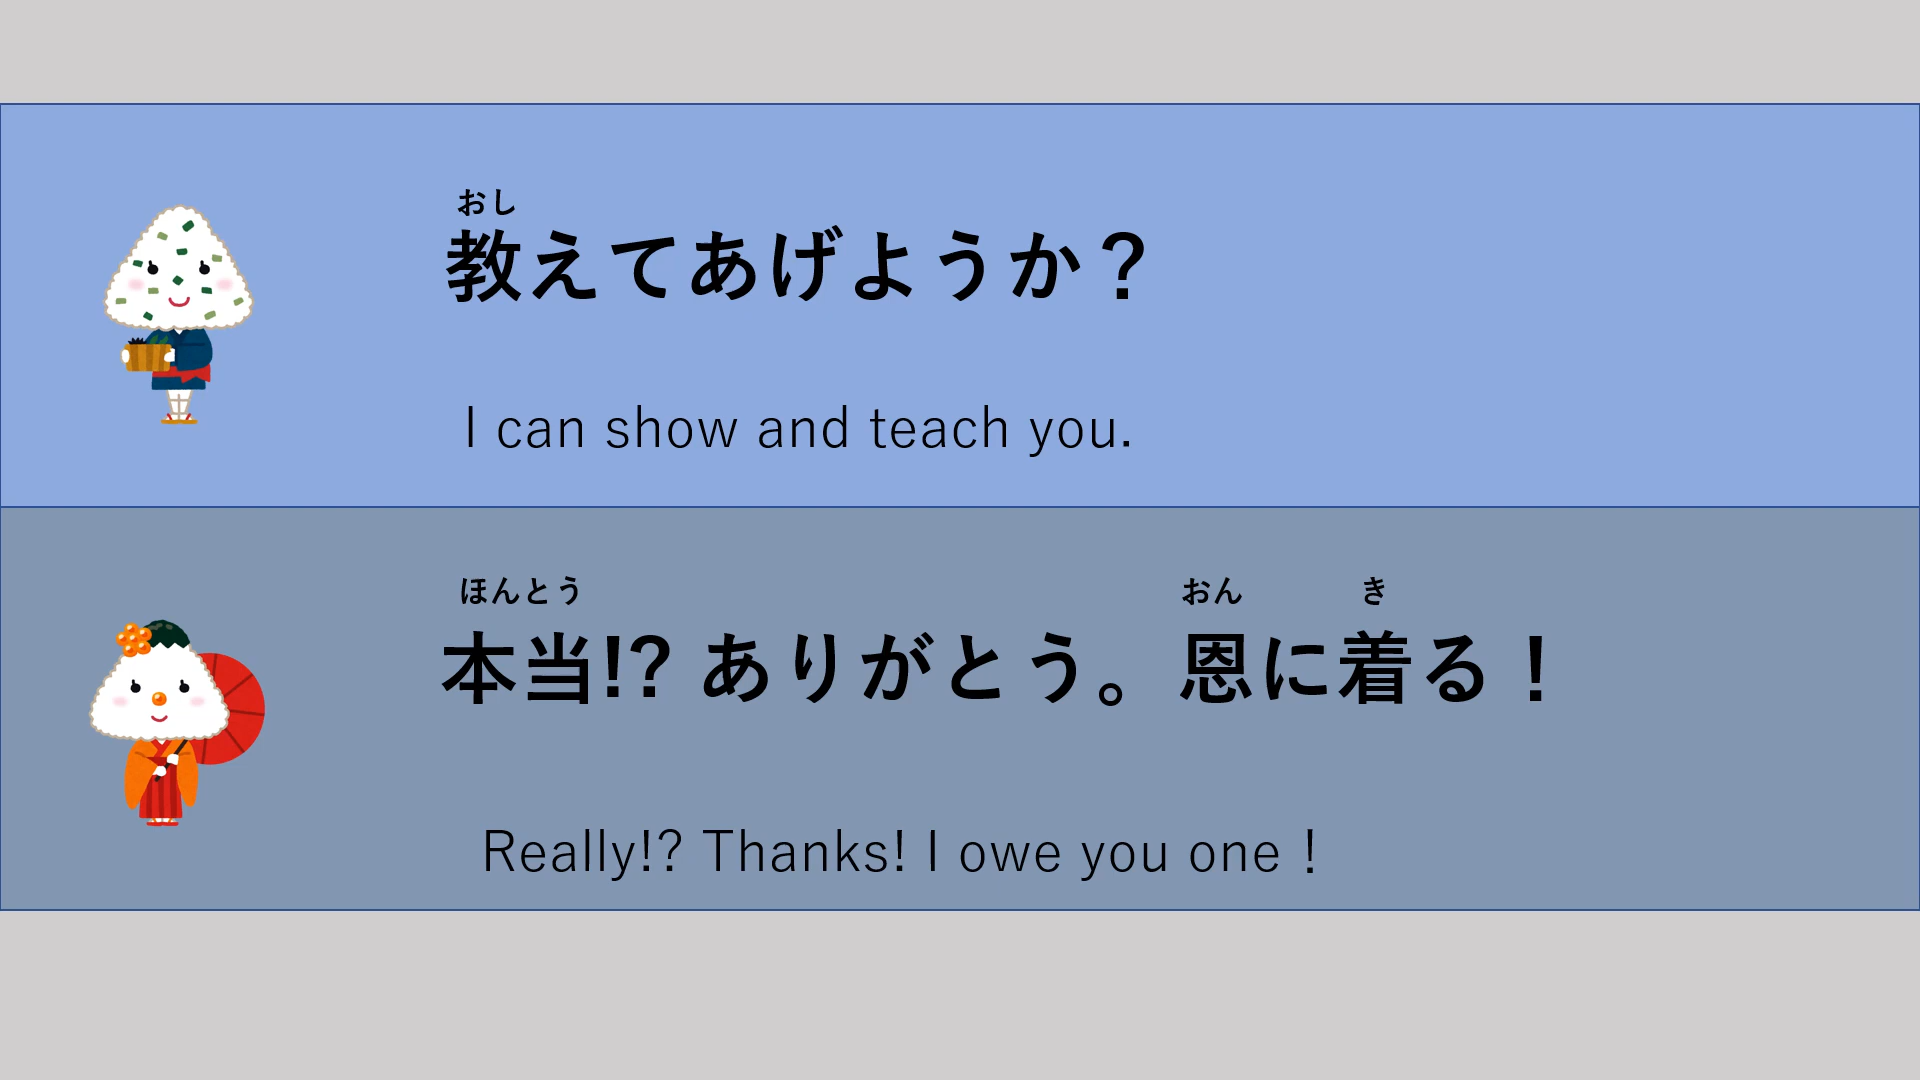 おし
教えてあげようか？
I can show and teach you.
ほんとう おん き
本当!? ありがとう。恩に着る！
Really!? Thanks! I owe you one！